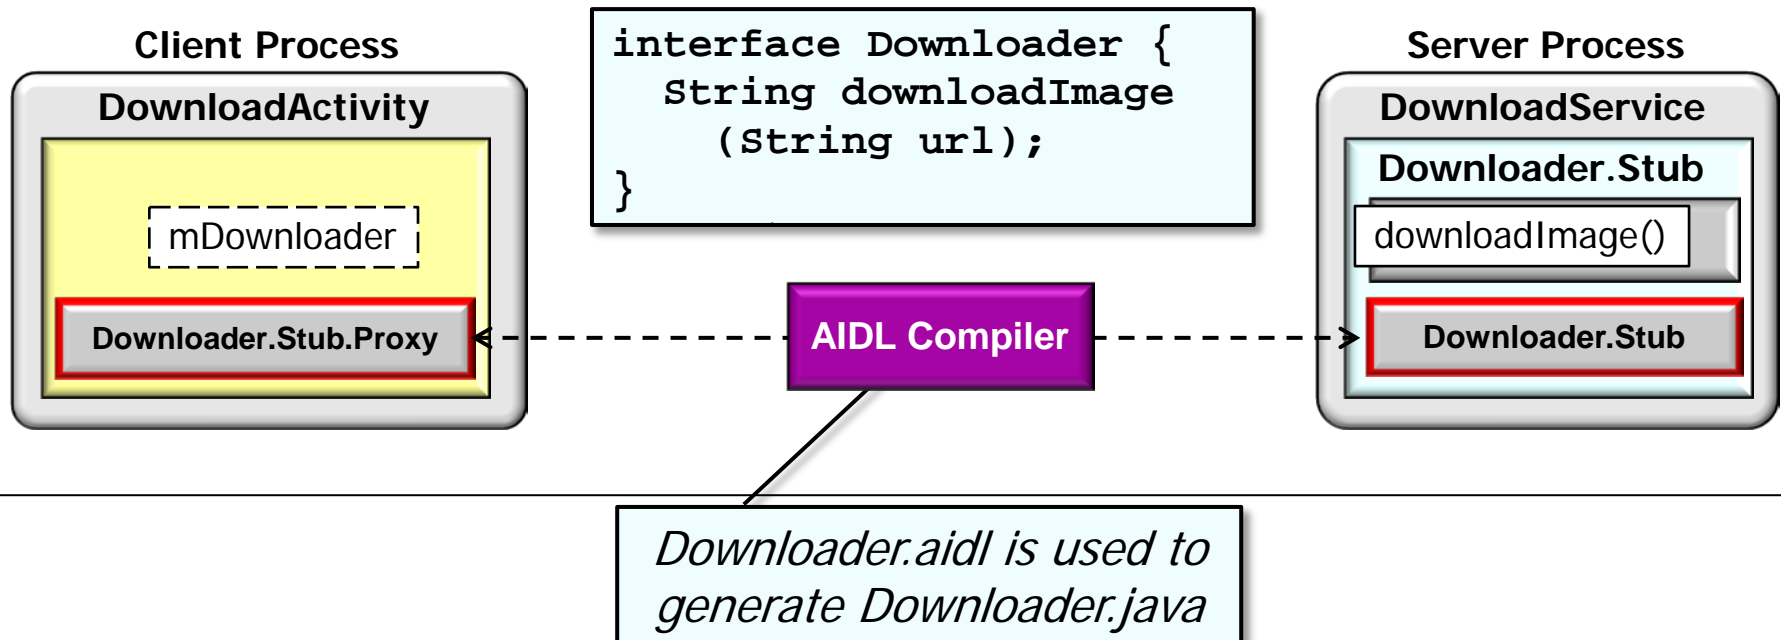 Client Process
DownloadActivity
mDownloader
Downloader.Stub.Proxy
interface Downloader {
String downloadImage
(String url);
}
AIDL Compiler
Server Process
DownloadService
Downloader.Stub
downloadImage()
Downloader.Stub
Downloader.aidl is used to
generate Downloader.java